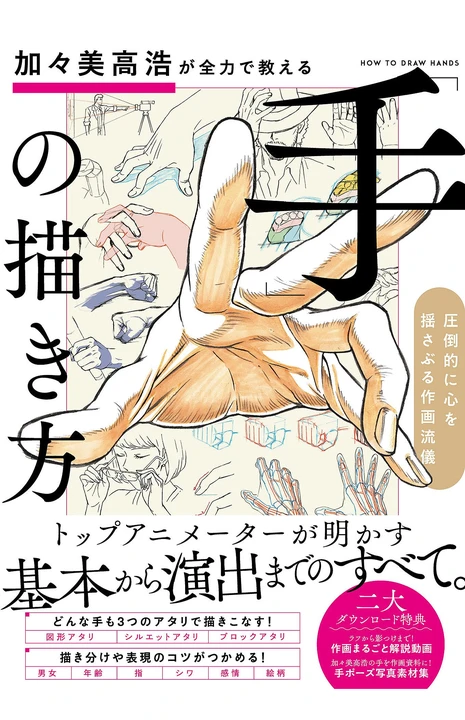 加々美高浩が全力で教える
HOW TO DRAW HANDS
「手」
の描き方
圧倒的に心を
揺さぶる作画流儀
トップアニメーターが明かす
基本から演出までのすべて。
どんな手も3つのアタリで描きこなす!
図形アタリ シルエットアタリ ブロックアタリ
描き分けや表現のコツがつかめる!
男女 年齢 指 シワ 感情 絵柄
二大
ダウンロード特典
ラフから影つけまで!
作画まるごと解説動画
加々美高浩の手を作画資料に!
手ポーズ写真素材集